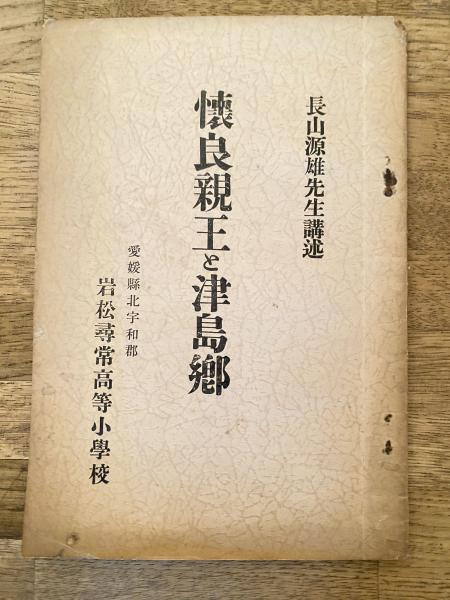 長山源雄先生講述
懷良親王と津島鄕
愛媛縣北宇和郡
岩松尋常高等小學校